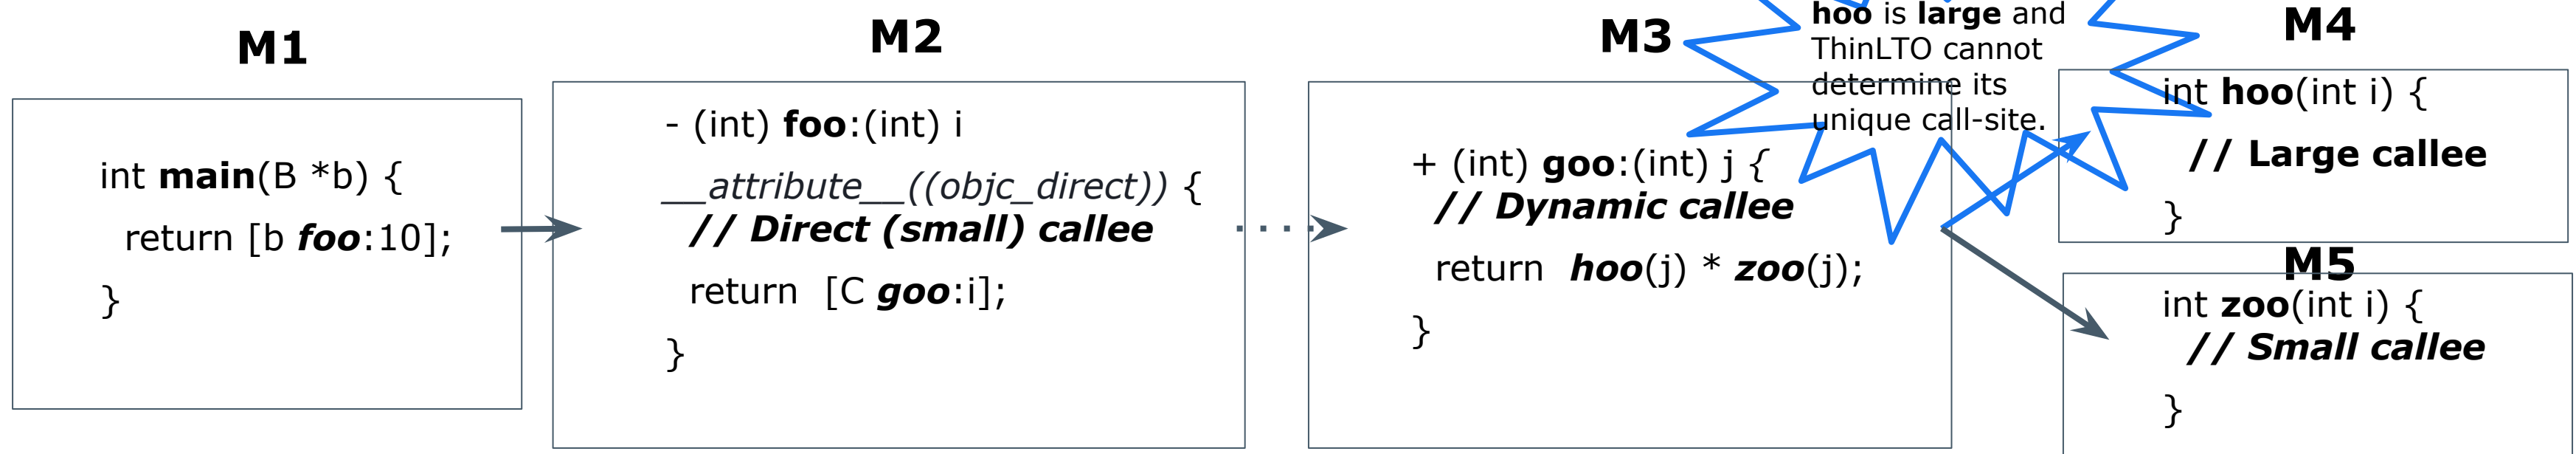 M1
int main(B *b) {
return [b foo:10];
}
M2
- (int) foo:(int) i
__attribute__((objc_direct)) {
// Direct (small) callee
return [C goo:i];
}
M3
+ (int) goo:(int) j {
// Dynamic callee
return hoo(j) * zoo(j);
}
hoo is large and
ThinLTO cannot
determine its
unique call-site.
M4
int hoo(int i) {
// Large callee
}
M5
int zoo(int i) {
// Small callee
}